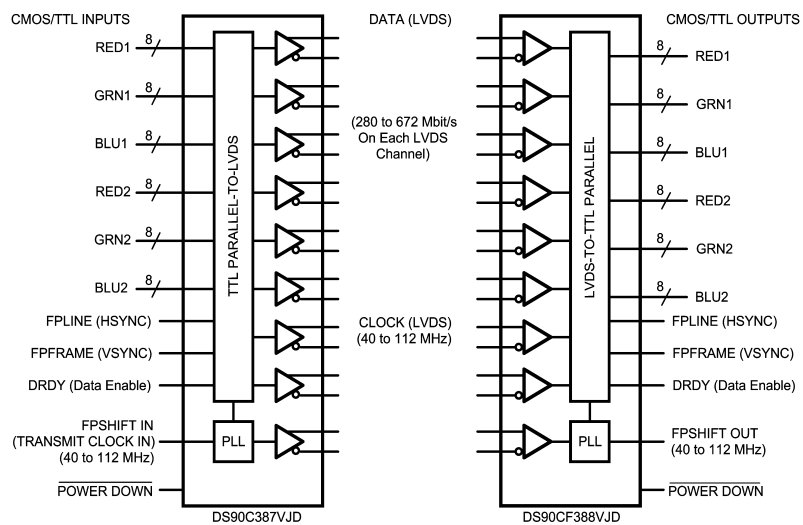 CMOS/TTL INPUTS
DATA (LVDS)
CMOS/TTL OUTPUTS
8
RED1
8
GRN1
8
BLU1
8
RED2
8
GRN2
8
BLU2
FPLINE (HSYNC)
FPFRAME (VSYNC)
DRDY (Data Enable)
FPSHIFT IN
(TRANSMIT CLOCK IN)
(40 to 112 MHz)
POWER DOWN
TTL PARALLEL-TO-LVDS
PLL
DS90C387VJD
(280 to 672 Mbit/s
On Each LVDS
Channel)
CLOCK (LVDS)
(40 to 112 MHz)
LVDS-TO-TTL PARALLEL
PLL
DS90CF388VJD
8
RED1
8
GRN1
8
BLU1
8
RED2
8
GRN2
8
BLU2
FPLINE (HSYNC)
FPFRAME (VSYNC)
DRDY (Data Enable)
FPSHIFT OUT
(40 to 112 MHz)
POWER DOWN